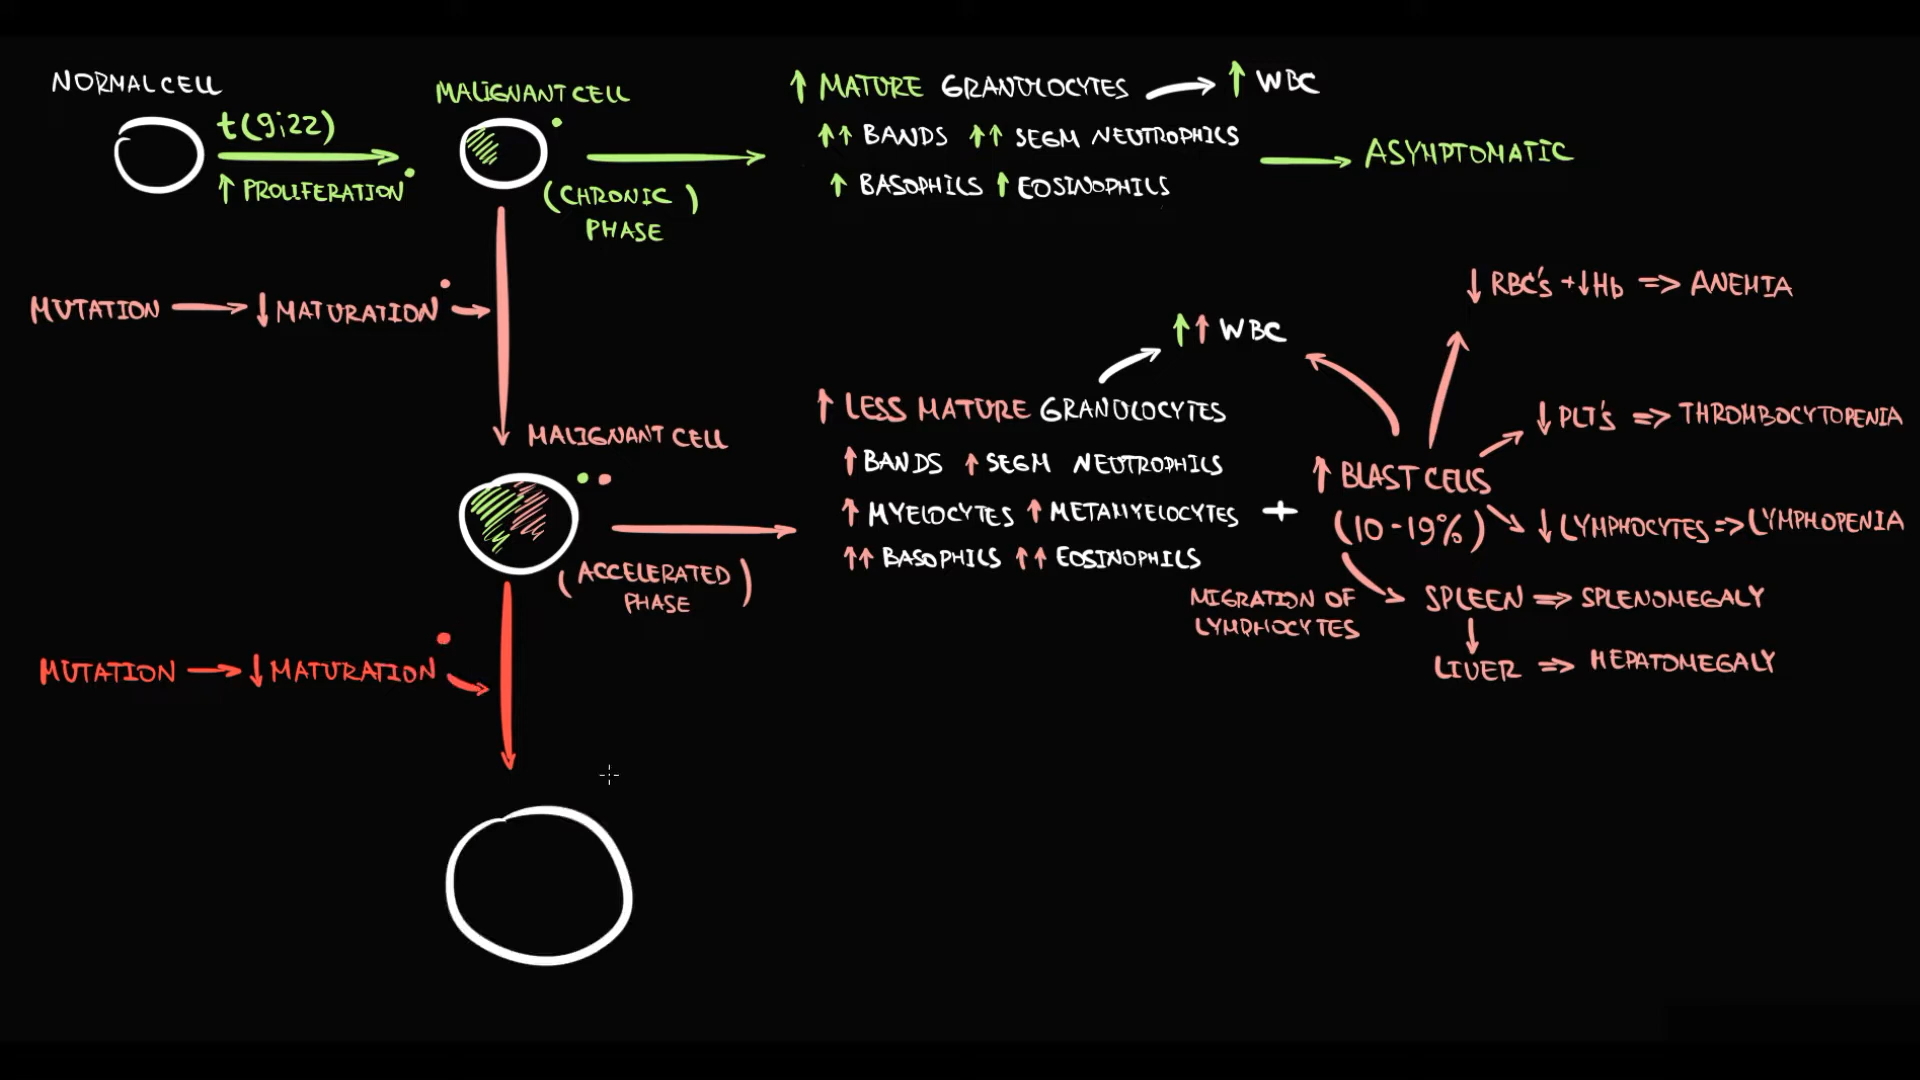 NORMAL CELL
t(9;22)
↑ PROLIFERATION
MALIGNANT CELL
(CHRONIC)
PHASE
↑ MATURE GRANULOCYTES → ↑ WBC
↑↑ BANDS ↑↑ SEGM NEUTROPHILS
↑ BASOPHILS ↑ EOSINOPHILS
→ ASYMPTOMATIC
MUTATION → ↓ MATURATION →
MALIGNANT CELL
(ACCELERATED)
PHASE
↑↑ WBC
↑ LESS MATURE GRANULOCYTES
↑ BANDS ↑ SEGM NEUTROPHILS
↑ MYELOCYTES ↑ METAMYELOCYTES +
↑↑ BASOPHILS ↑↑ EOSINOPHILS
↑ BLAST CELLS
(10-19%)
↓ RBC's + ↓ Hb => ANEMIA
↓ PLT's => THROMBOCYTOPENIA
↓ LYMPHOCYTES => LYMPHOPENIA
MIGRATION OF
LYMPHOCYTES
SPLEEN => SPLENOMEGALY
LIVER => HEPATOMEGALY
MUTATION → ↓ MATURATION